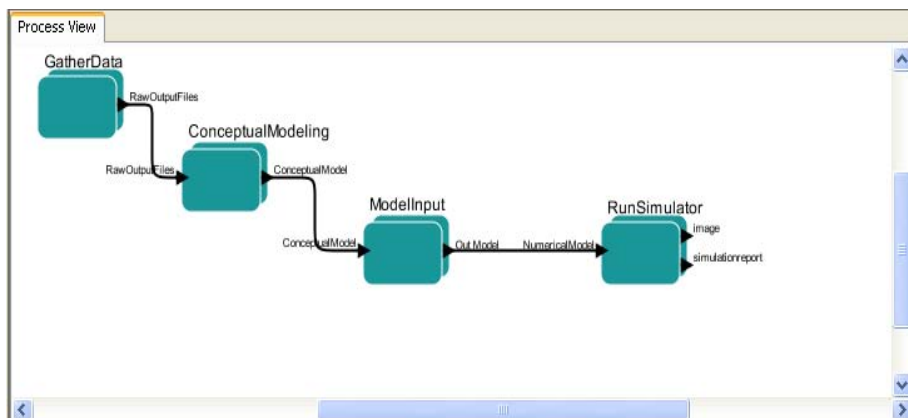 Process View
GatherData
RawOutputFiles
RawOutputFiles
ConceptualModeling
ConceptualModel
ConceptualModel
ModelInput
Out Model
NumericalModel
RunSimulator
image
simulationreport